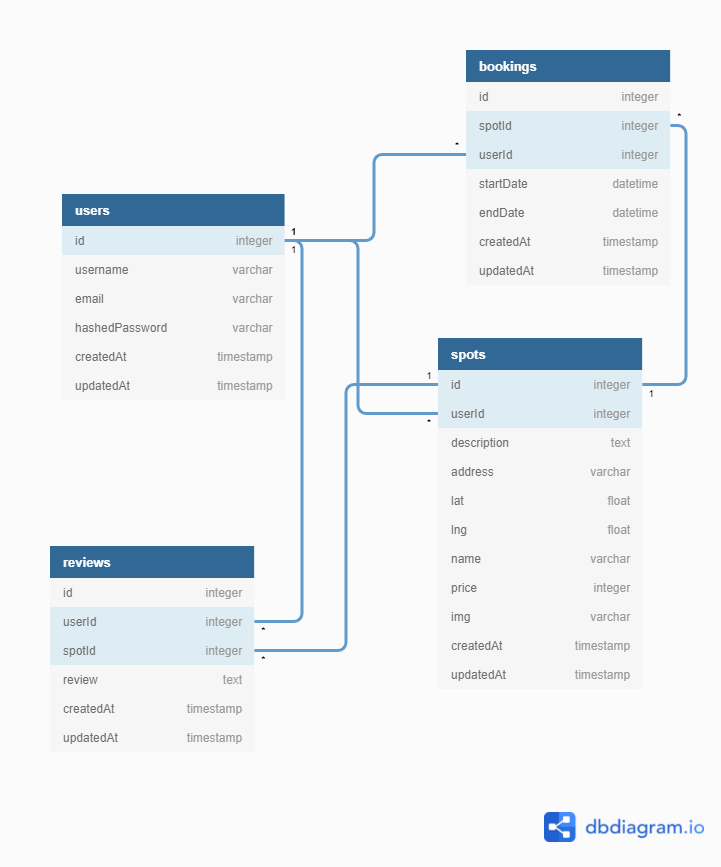 bookings
id integer
spotId integer
*
*
userId integer
startDate datetime
endDate datetime
createdAt timestamp
updatedAt timestamp
users
1
id integer
1
username varchar
email varchar
hashedPassword varchar
createdAt timestamp
updatedAt timestamp
spots
1
id integer
1
userId integer
*
description text
address varchar
lat float
lng float
name varchar
price integer
img varchar
createdAt timestamp
updatedAt timestamp
reviews
id integer
userId integer
*
spotId integer
*
review text
createdAt timestamp
updatedAt timestamp
dbdiagram.io